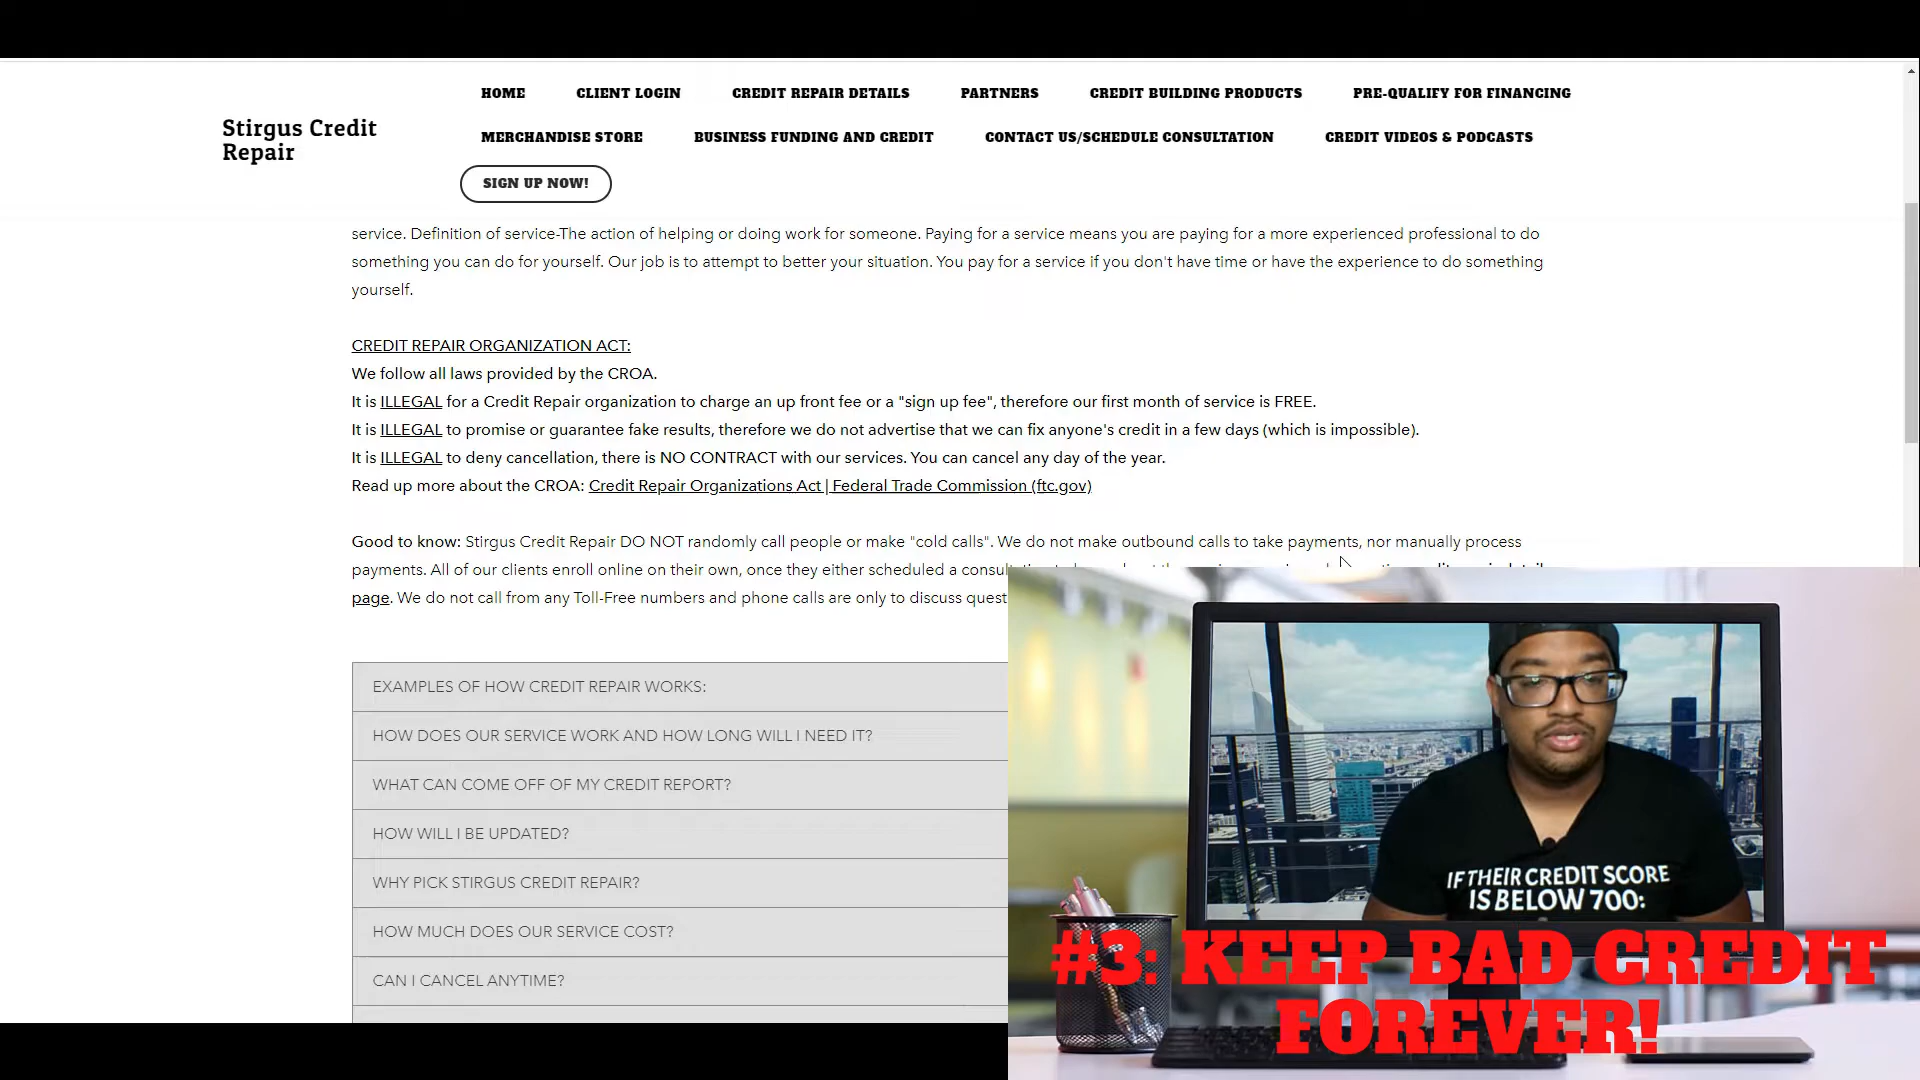 HOME CLIENT LOGIN CREDIT REPAIR DETAILS PARTNERS CREDIT BUILDING PRODUCTS PRE-QUALIFY FOR FINANCING
Stirgus Credit
Repair
MERCHANDISE STORE BUSINESS FUNDING AND CREDIT CONTACT US/SCHEDULE CONSULTATION CREDIT VIDEOS & PODCASTS
SIGN UP NOW!
service. Definition of service-The action of helping or doing work for someone. Paying for a service means you are paying for a more experienced professional to do
something you can do for yourself. Our job is to attempt to better your situation. You pay for a service if you don't have time or have the experience to do something
yourself.
CREDIT REPAIR ORGANIZATION ACT:
We follow all laws provided by the CROA.
It is ILLEGAL for a Credit Repair organization to charge an up front fee or a "sign up fee", therefore our first month of service is FREE.
It is ILLEGAL to promise or guarantee fake results, therefore we do not advertise that we can fix anyone's credit in a few days (which is impossible).
It is ILLEGAL to deny cancellation, there is NO CONTRACT with our services. You can cancel any day of the year.
Read up more about the CROA: Credit Repair Organizations Act | Federal Trade Commission (ftc.gov)
Good to know: Stirgus Credit Repair DO NOT randomly call people or make "cold calls". We do not make outbound calls to take payments, nor manually process
payments. All of our clients enroll online on their own, once they either scheduled a
page. We do not call from any Toll-Free numbers and phone calls are only to discuss
EXAMPLES OF HOW CREDIT REPAIR WORKS:
HOW DOES OUR SERVICE WORK AND HOW LONG WILL I NEED IT?
WHAT CAN COME OFF OF MY CREDIT REPORT?
HOW WILL I BE UPDATED?
WHY PICK STIRGUS CREDIT REPAIR?
HOW MUCH DOES OUR SERVICE COST?
CAN I CANCEL ANYTIME?
IF THEIR CREDIT SCORE
IS BELOW 700:
#3: KEEP BAD CREDIT
FOREVER!